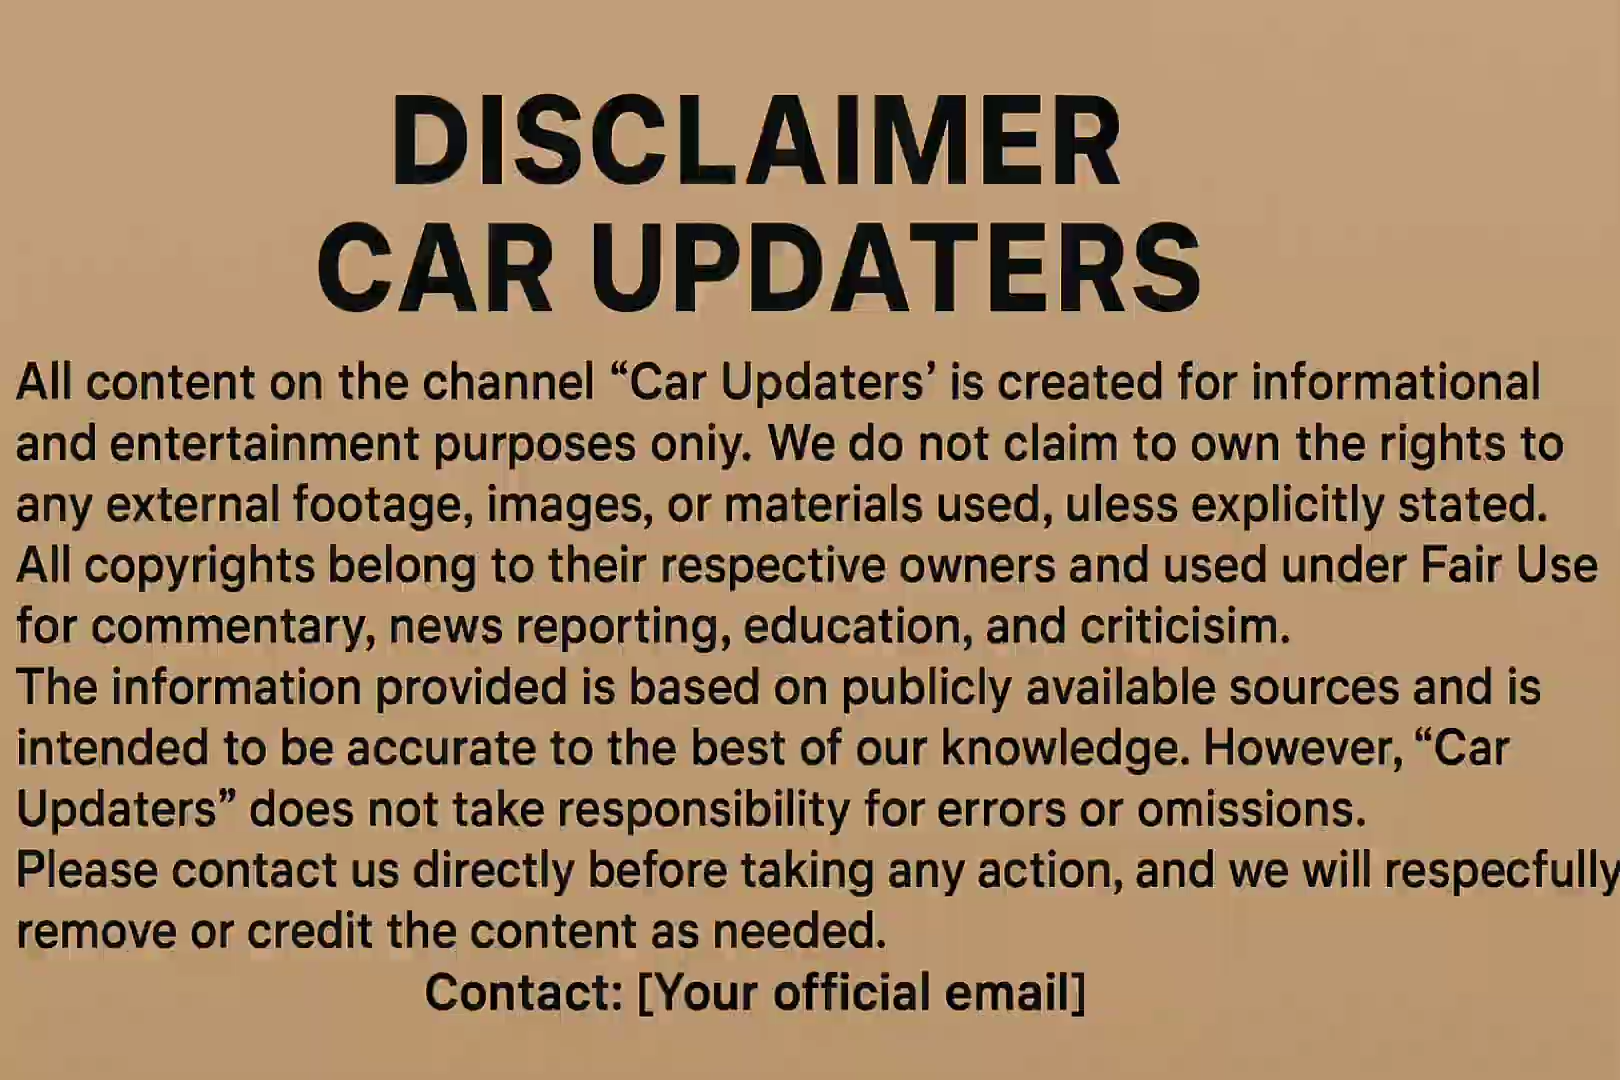 DISCLAIMER
CAR UPDATERS
All content on the channel “Car Updaters’ is created for informational
and entertainment purposes oniy. We do not claim to own the rights to
any external footage, images, or materials used, uless explicitly stated.
All copyrights belong to their respective owners and used under Fair Use
for commentary, news reporting, education, and criticisim.
The information provided is based on publicly available sources and is
intended to be accurate to the best of our knowledge. However, “Car
Updaters” does not take responsibility for errors or omissions.
Please contact us directly before taking any action, and we will respecfully
remove or credit the content as needed.
Contact: [Your official email]